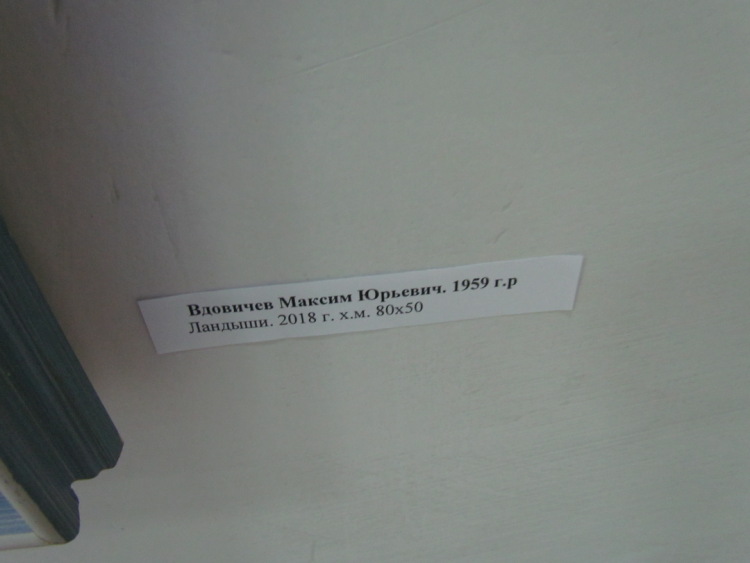 Вдовичев Максим Юрьевич. 1959 г.р
Ландыши. 2018 г. х.м. 80х50